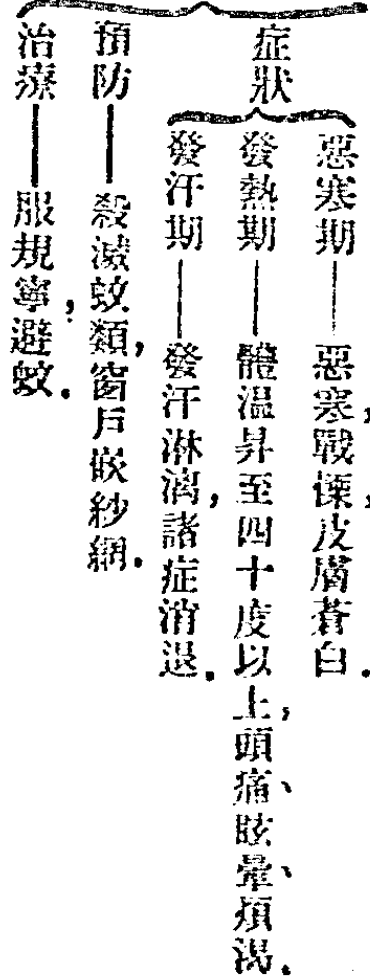 症狀
惡寒期——惡寒,戰慄,皮膚蒼白.
發熱期——體溫昇至四十度以上,頭痛、眩暈、煩渴.
發汗期——發汗淋漓,諸症消退.
預防——殺滅蚊類,窗戶嵌紗網.
治療——服規寧,避蚊.